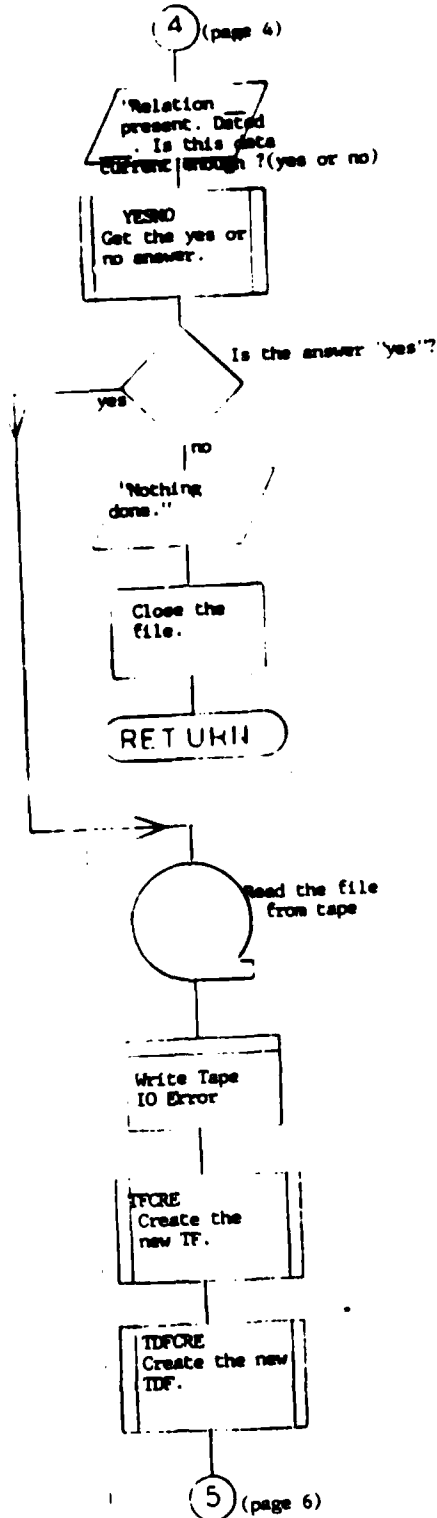 4 (page 4)
"Relation
present. Dated
. Is this data
current enough ?(yes or no)
YESNO
Get the yes or
no answer.
Is the answer "yes"?
yes
no
"Nothing
done."
Close the
file.
RETURN
Read the file
from tape
Write Tape
IO Error
TFCRE
Create the
new TF.
TDFCRE
Create the new
TDF.
5 (page 6)